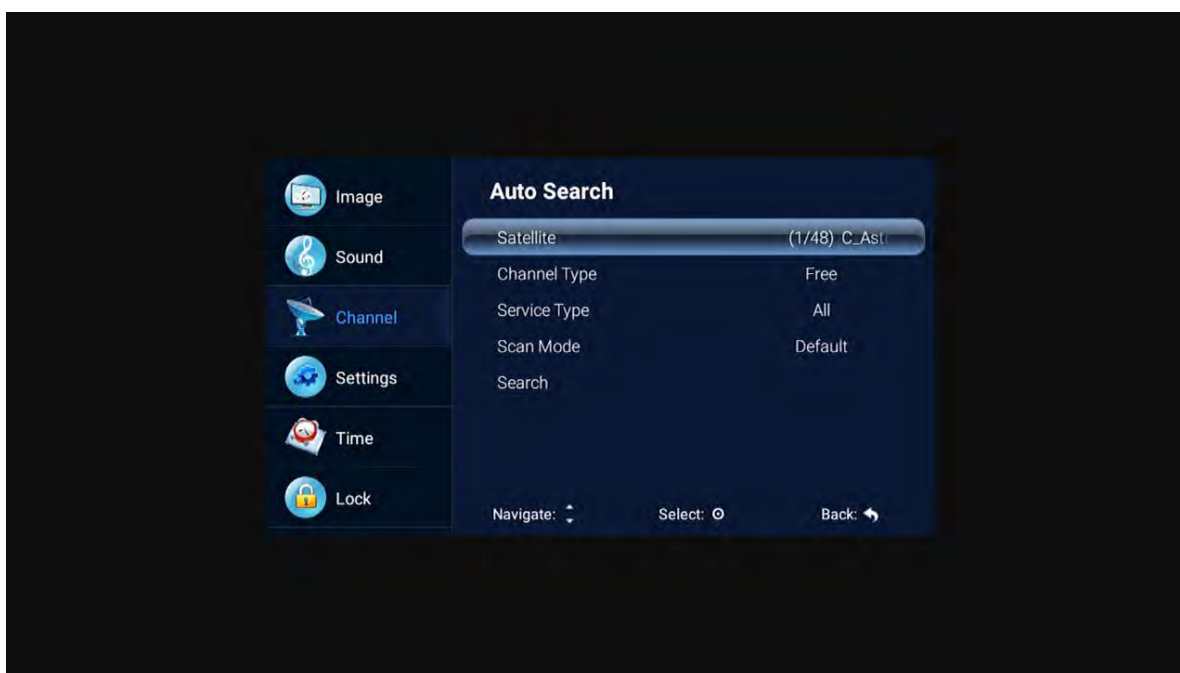 Image
Sound
Channel
Settings
Time
Lock
Auto Search
Satellite (1/48) C_Ast
Channel Type Free
Service Type All
Scan Mode Default
Search
Navigate: Select: Back: